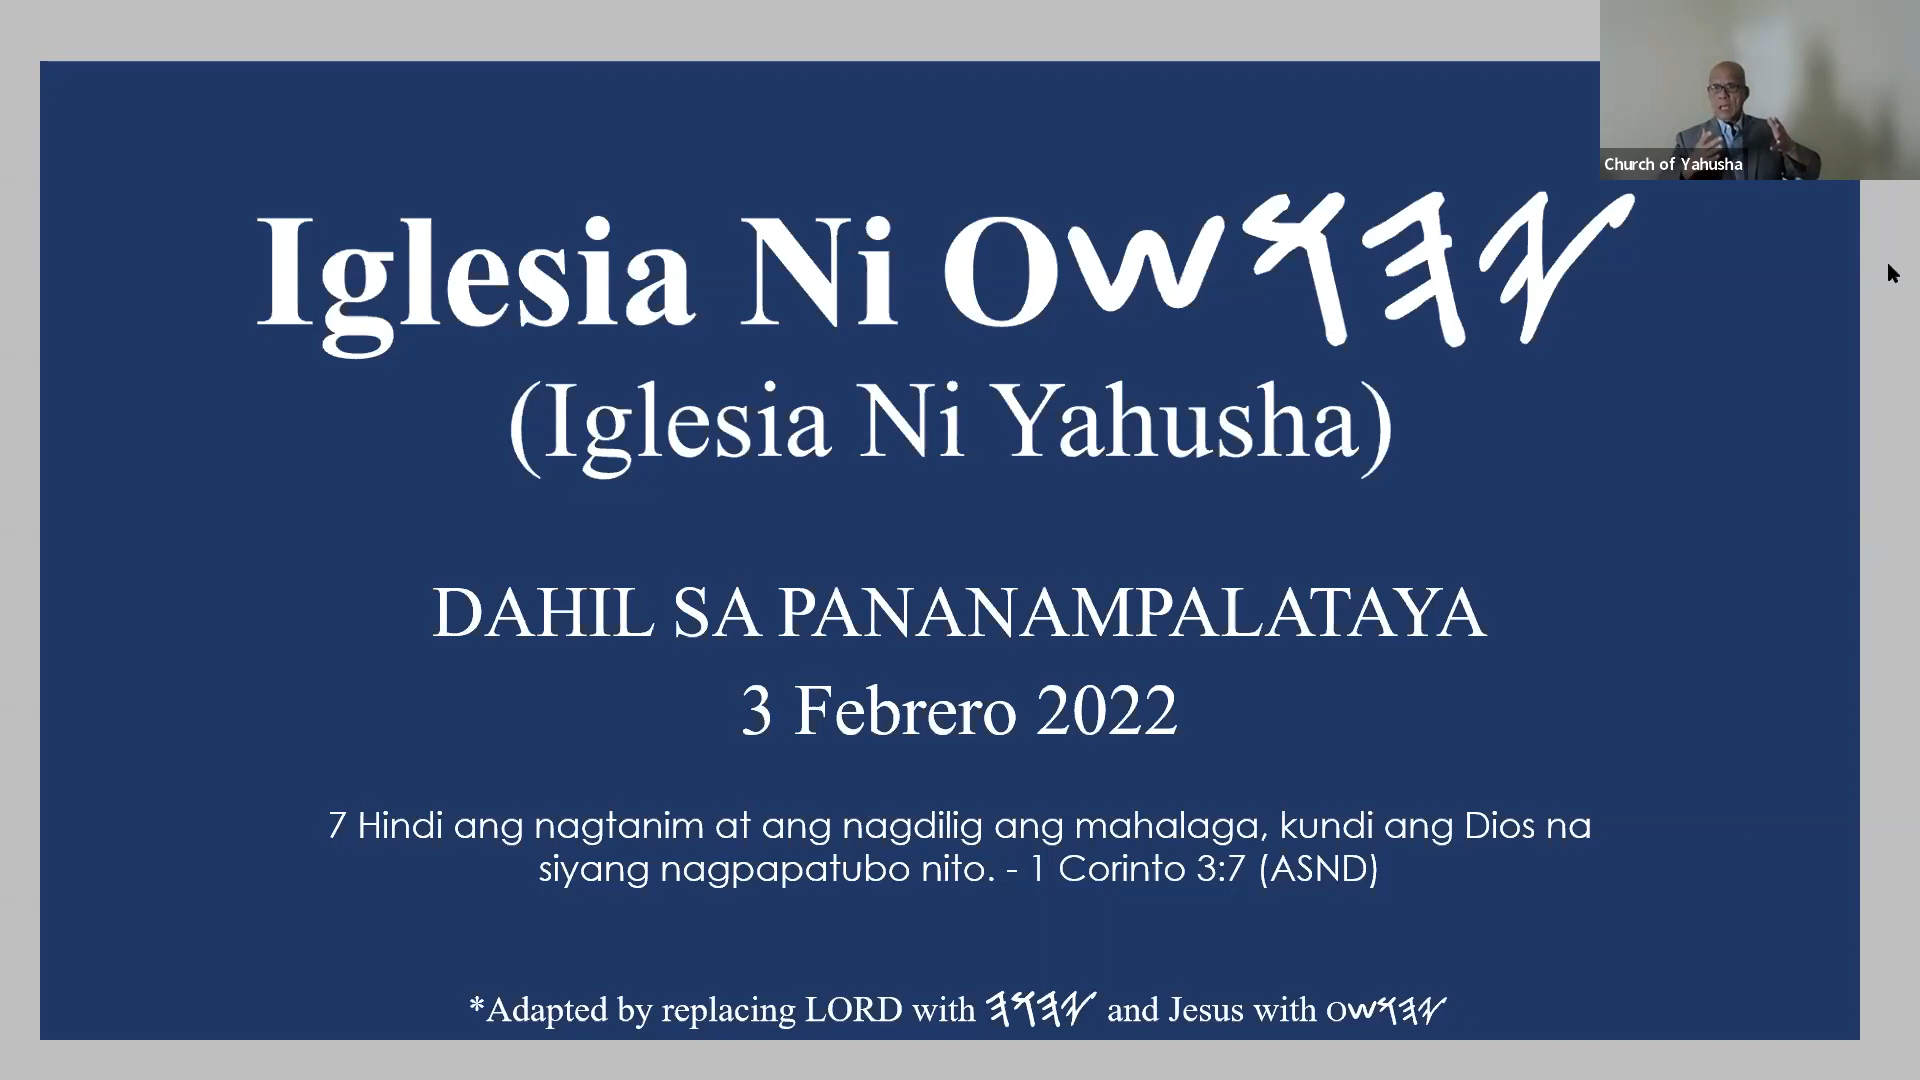 Church of Yahusha
Iglesia Ni 𐤉𐤄𐤅𐤔𐤏
(Iglesia Ni Yahusha)
DAHIL SA PANANAMPALATAYA
3 Febrero 2022
7 Hindi ang nagtanim at ang nagdilig ang mahalaga, kundi ang Dios na
siyang nagpapatubo nito. - 1 Corinto 3:7 (ASND)
*Adapted by replacing LORD with 𐤉𐤄𐤅𐤄 and Jesus with 𐤉𐤄𐤅𐤔𐤏